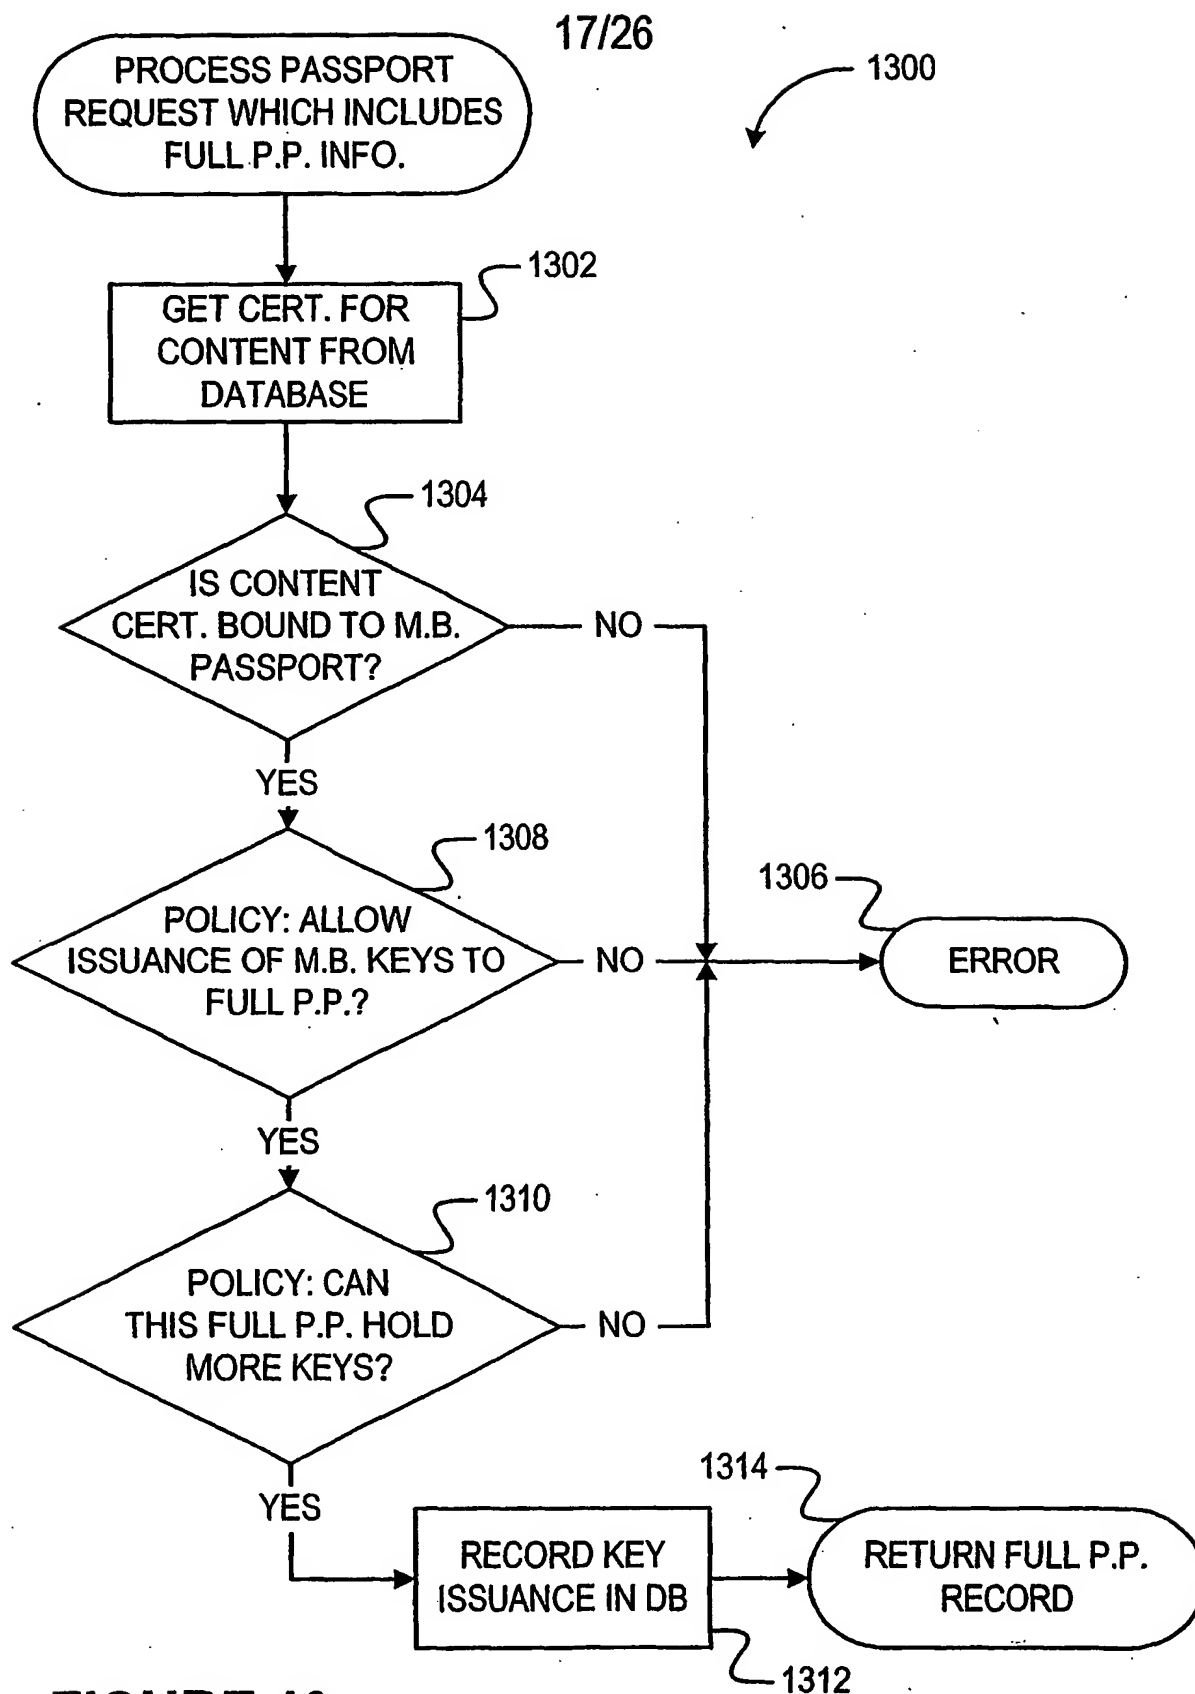 17/26
PROCESS PASSPORT
REQUEST WHICH INCLUDES
FULL P.P. INFO.
1300
1302
GET CERT. FOR
CONTENT FROM
DATABASE
1304
IS CONTENT
CERT. BOUND TO M.B.
PASSPORT?
NO
YES
1308
POLICY: ALLOW
ISSUANCE OF M.B. KEYS TO
FULL P.P.?
NO
1306
ERROR
YES
1310
POLICY: CAN
THIS FULL P.P. HOLD
MORE KEYS?
NO
YES
1314
RECORD KEY
ISSUANCE IN DB
RETURN FULL P.P.
RECORD
1312